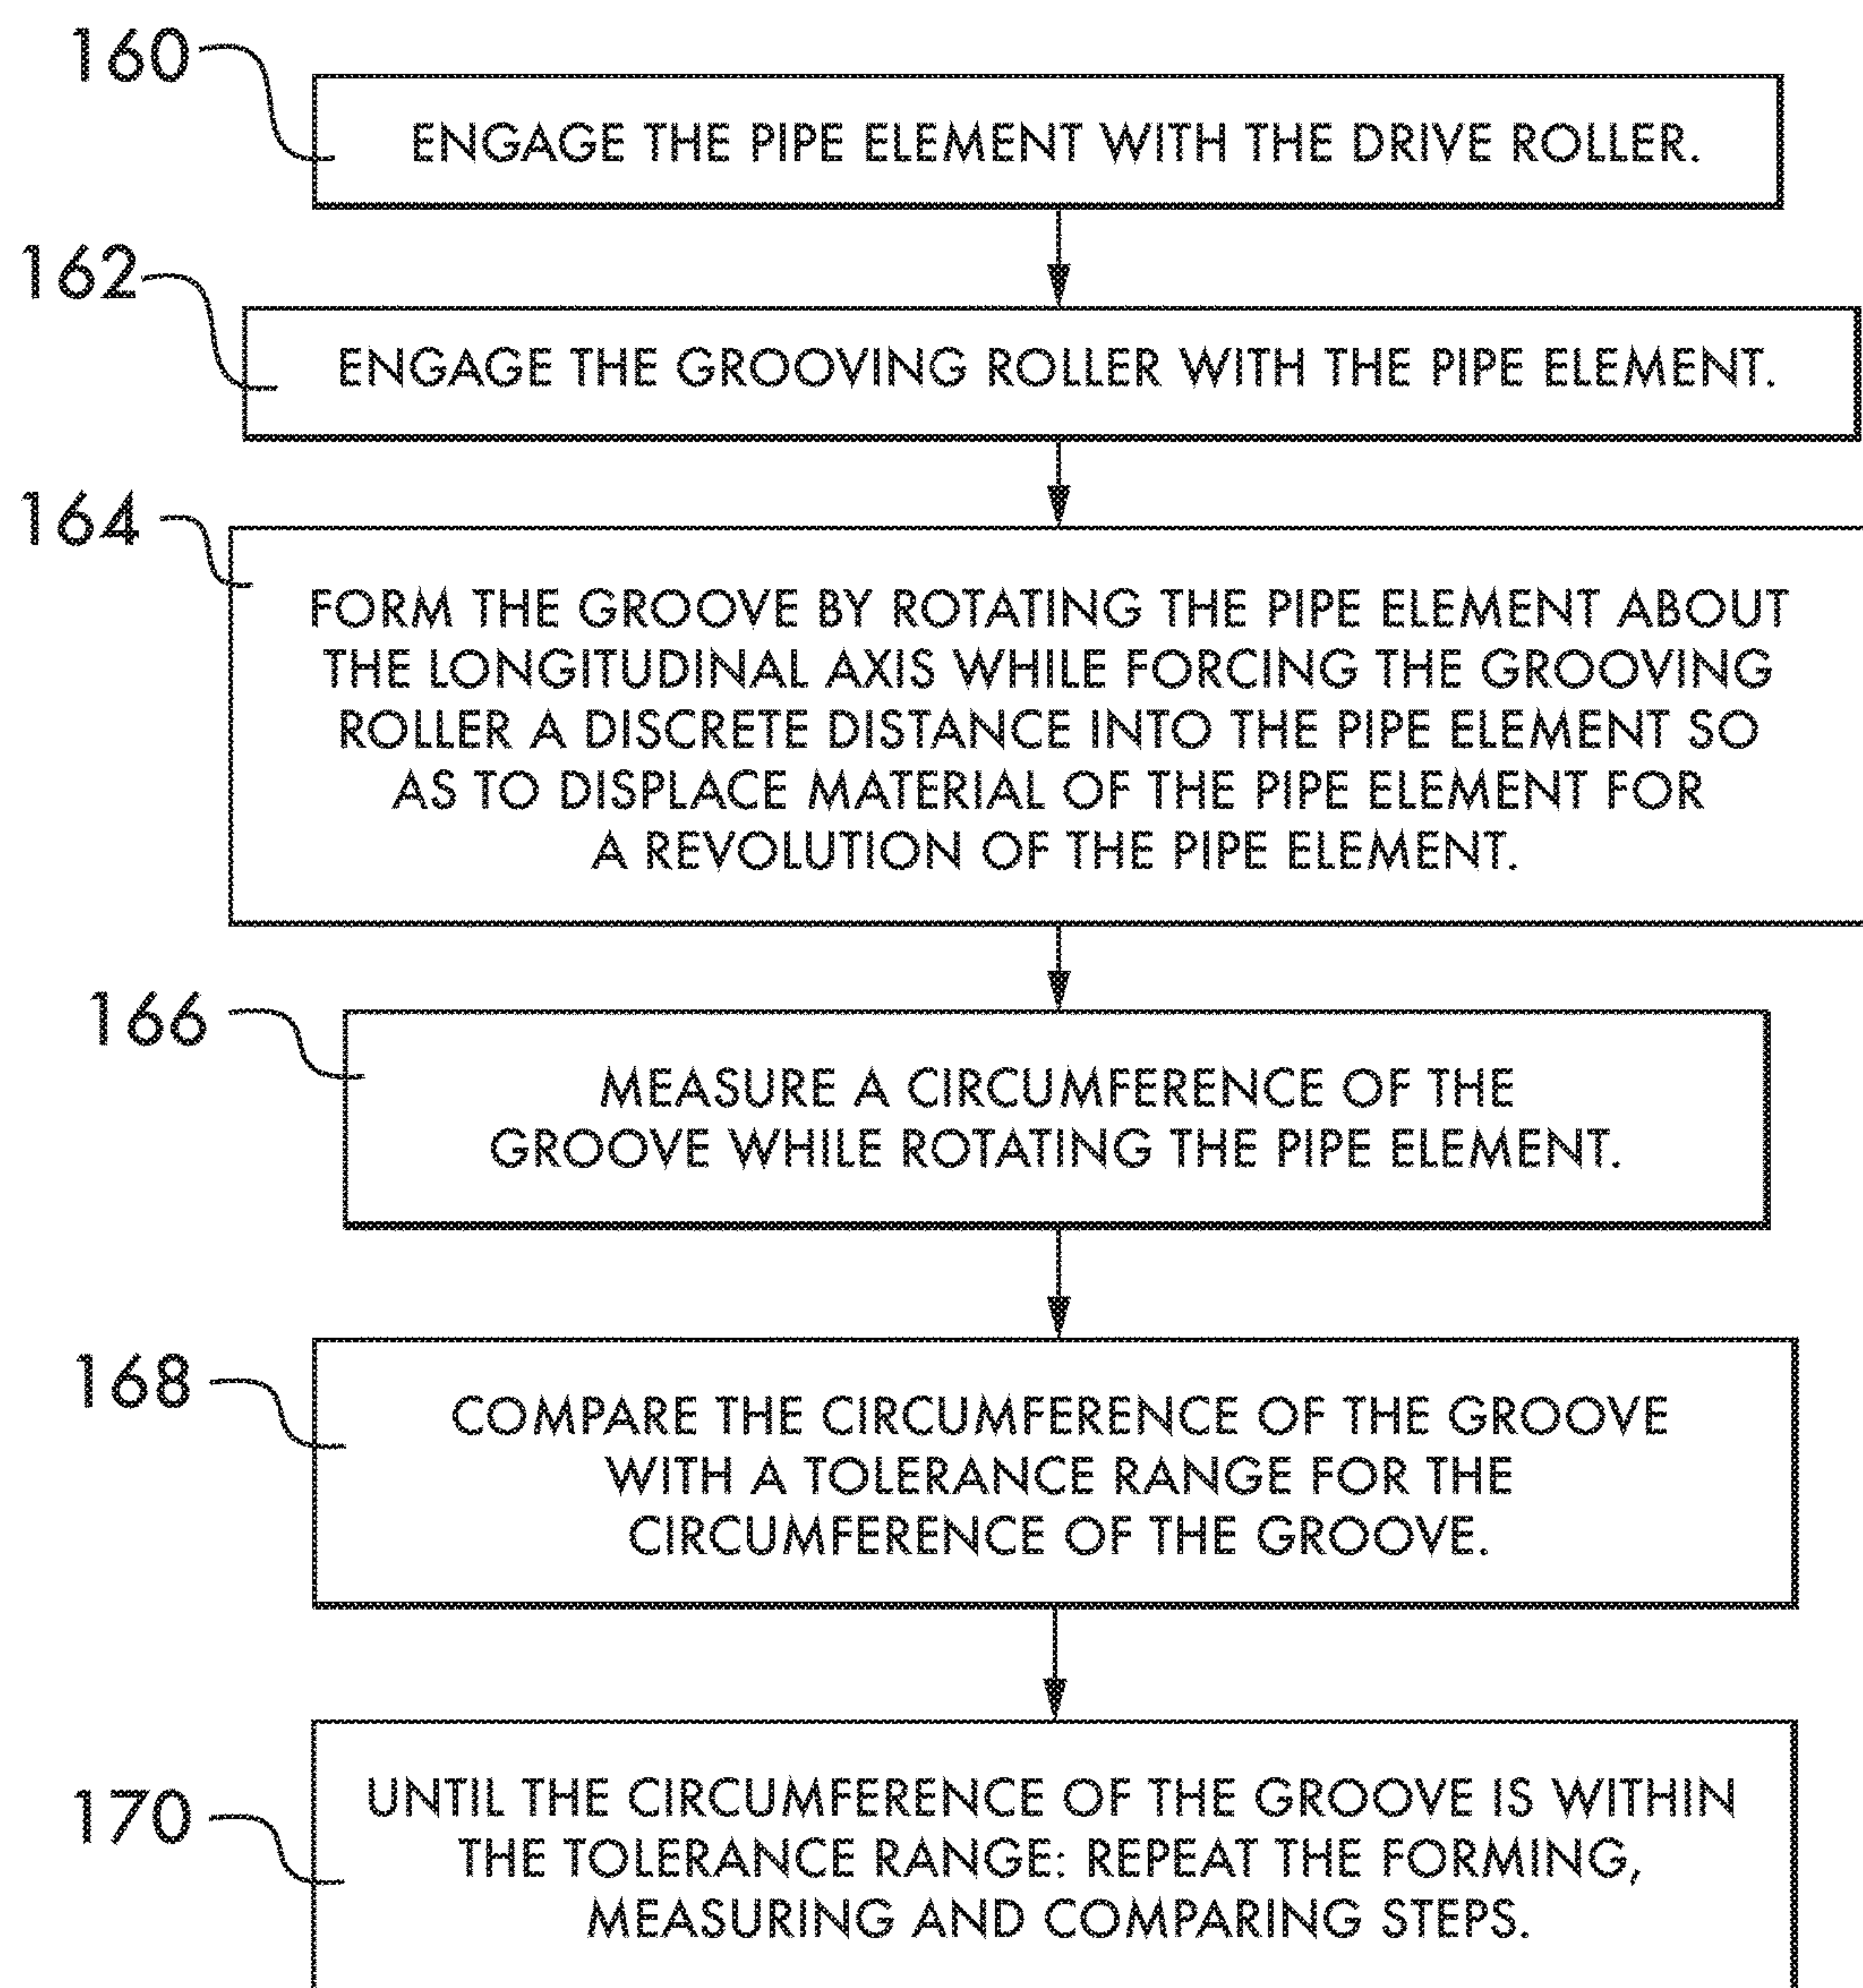 160
ENGAGE THE PIPE ELEMENT WITH THE DRIVE ROLLER.
162
ENGAGE THE GROOVING ROLLER WITH THE PIPE ELEMENT.
164
FORM THE GROOVE BY ROTATING THE PIPE ELEMENT ABOUT
THE LONGITUDINAL AXIS WHILE FORCING THE GROOVING
ROLLER A DISCRETE DISTANCE INTO THE PIPE ELEMENT SO
AS TO DISPLACE MATERIAL OF THE PIPE ELEMENT FOR
A REVOLUTION OF THE PIPE ELEMENT.
166
MEASURE A CIRCUMFERENCE OF THE
GROOVE WHILE ROTATING THE PIPE ELEMENT.
168
COMPARE THE CIRCUMFERENCE OF THE GROOVE
WITH A TOLERANCE RANGE FOR THE
CIRCUMFERENCE OF THE GROOVE.
170
UNTIL THE CIRCUMFERENCE OF THE GROOVE IS WITHIN
THE TOLERANCE RANGE: REPEAT THE FORMING,
MEASURING AND COMPARING STEPS.